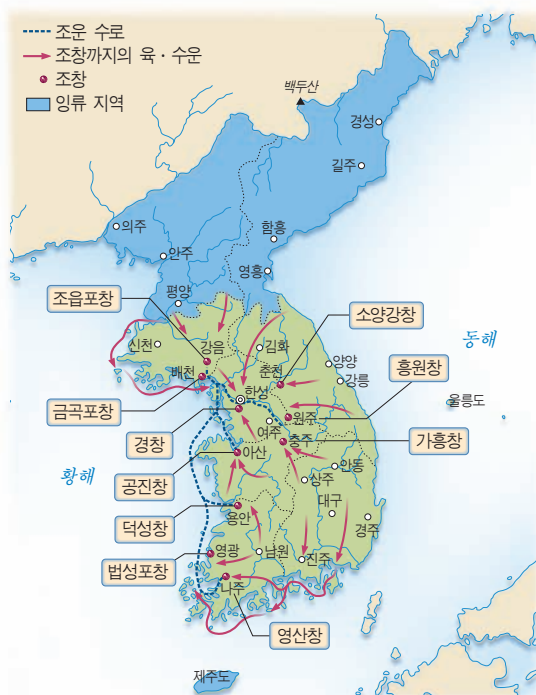 조운 수로
조창까지의 육·수운
조창
잉류 지역
백두산
경성
길주
의주
함흥
안주
영흥
평양
조읍포창
소양강창
신천
강음
김화
양양
동해
배천
춘천
강릉
흥원창
한성
울릉도
금곡포창
원주
경창
여주
충주
가흥창
황해
아산
안동
공진창
상주
대구
덕성창
용안
경주
영광
남원
진주
법성포창
나주
영산창
제주도